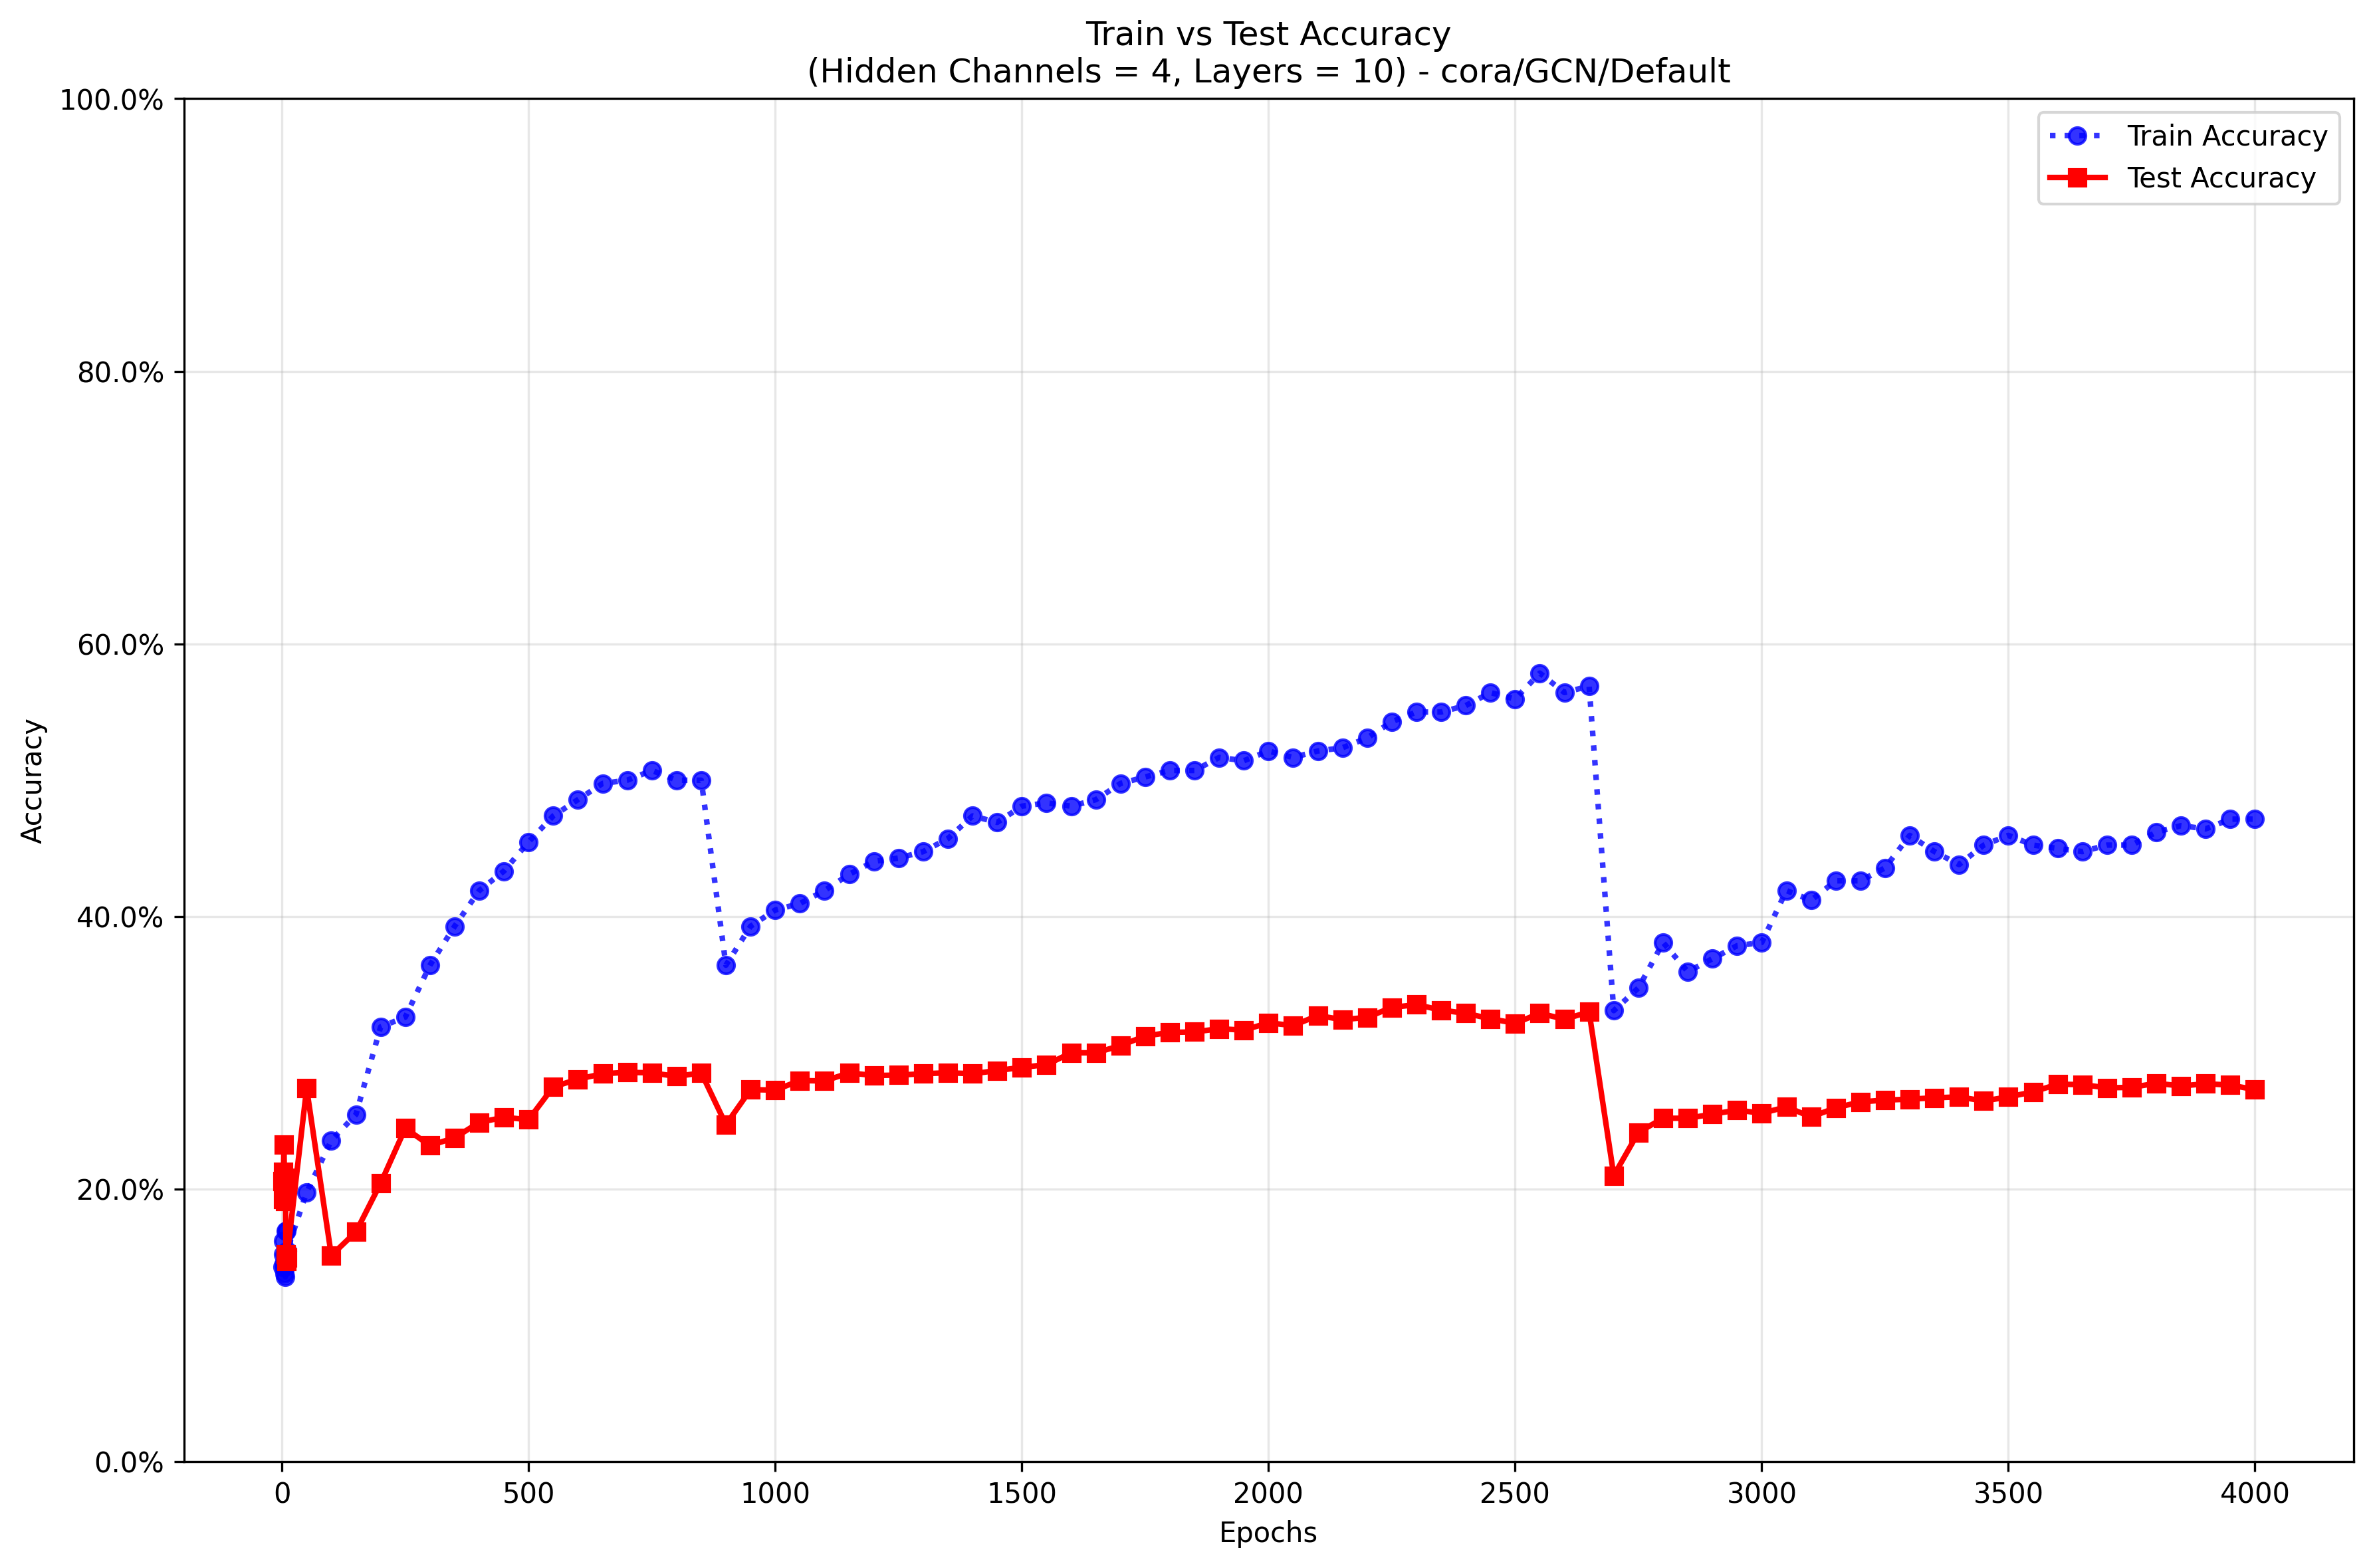 Train vs Test Accuracy
(Hidden Channels = 4, Layers = 10) - cora/GCN/Default
100.0%
80.0%
60.0%
40.0%
20.0%
0.0%
Accuracy
Train Accuracy
Test Accuracy
0 500 1000 1500 2000 2500 3000 3500 4000
Epochs